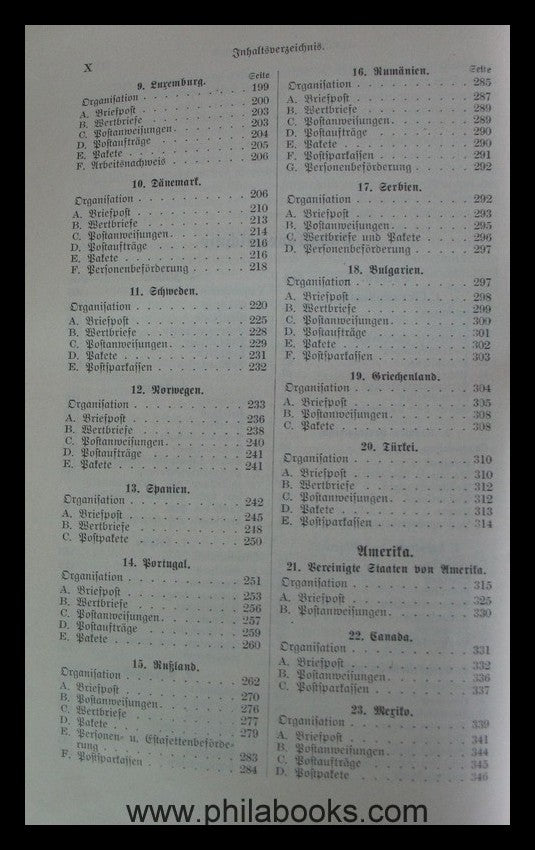 Inhaltsverzeichnis.
X
Seite
9. Luxemburg.
Organisation 199
A. Briefpost 200
B. Wertbriefe 203
C. Postanweisungen 203
D. Postaufträge 204
E. Pakete 205
F. Arbeitsnachweis 206
10. Dänemark.
Organisation 206
A. Briefpost 210
B. Wertbriefe 213
C. Postanweisungen 214
D. Postaufträge 216
E. Pakete 216
F. Personenbeförderung 218
11. Schweden.
Organisation 220
A. Briefpost 225
B. Wertbriefe 228
C. Postanweisungen 229
D. Pakete 231
E. Postsparkassen 232
12. Norwegen.
Organisation 233
A. Briefpost 236
B. Wertbriefe 238
C. Postanweisungen 240
D. Postaufträge 241
E. Pakete 241
13. Spanien.
Organisation 242
A. Briefpost 245
B. Wertbriefe 248
C. Postpakete 250
14. Portugal.
Organisation 251
A. Briefpost 253
B. Wertbriefe 256
C. Postanweisungen 257
D. Postaufträge 259
E. Pakete 260
15. Rußland.
Organisation 262
A. Briefpost 270
B. Postanweisungen 276
C. Wertbriefe 277
D. Pakete 279
E. Personen- u. Estafettenbeförde-
rung 283
F. Postsparkassen 284
Seite
16. Rumänien.
Organisation 285
A. Briefpost 287
B. Wertbriefe 289
C. Postanweisungen 289
D. Postaufträge 290
E. Pakete 290
F. Postsparkassen 291
G. Personenbeförderung 292
17. Serbien.
Organisation 292
A. Briefpost 293
B. Postanweisungen 295
C. Wertbriefe und Pakete 296
D. Personenbeförderung 297
18. Bulgarien.
Organisation 297
A. Briefpost 298
B. Wertbriefe 299
C. Postanweisungen 300
D. Postaufträge 301
E. Pakete 302
F. Postsparkassen 303
19. Griechenland.
Organisation 304
A. Briefpost 305
B. Postanweisungen 308
C. Pakete 308
20. Türkei.
Organisation 310
A. Briefpost 310
B. Wertbriefe 312
C. Postanweisungen 312
D. Pakete 313
E. Postsparkassen 314
Amerika.
21. Vereinigte Staaten von Amerika.
Organisation 315
A. Briefpost 325
B. Postanweisungen 330
22. Canada.
Organisation 331
A. Briefpost 332
B. Postanweisungen 336
C. Postsparkassen 337
23. Mexiko.
Organisation 339
A. Briefpost 341
B. Postanweisungen 344
C. Postaufträge 345
D. Postpakete 346
www.philabooks.com